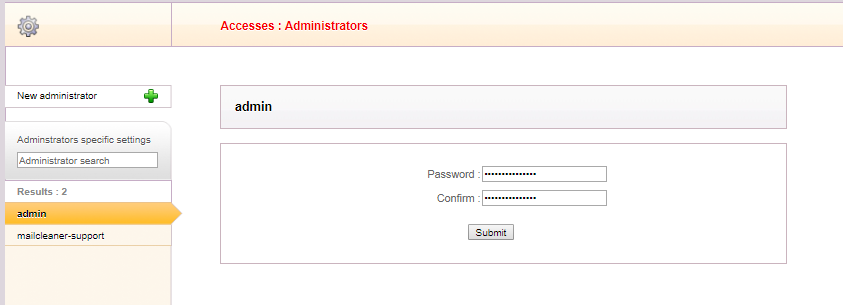 Accesses : Administrators
New administrator
Adminstrators specific settings
Administrator search
Results : 2
admin
mailcleaner-support
admin
Password : •••••••••••••••
Confirm : •••••••••••••••
Submit